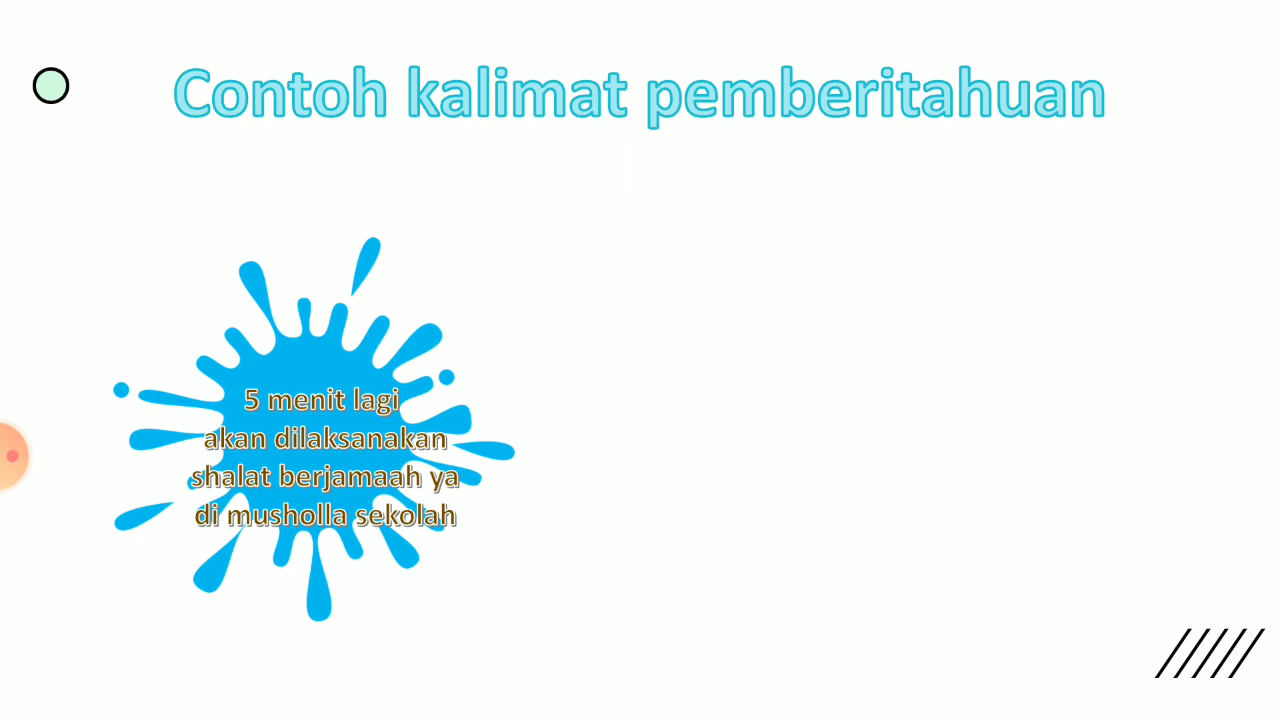 Contoh kalimat pemberitahuan
5 menit lagi
akan dilaksanakan
shalat berjamaah ya
di musholla sekolah